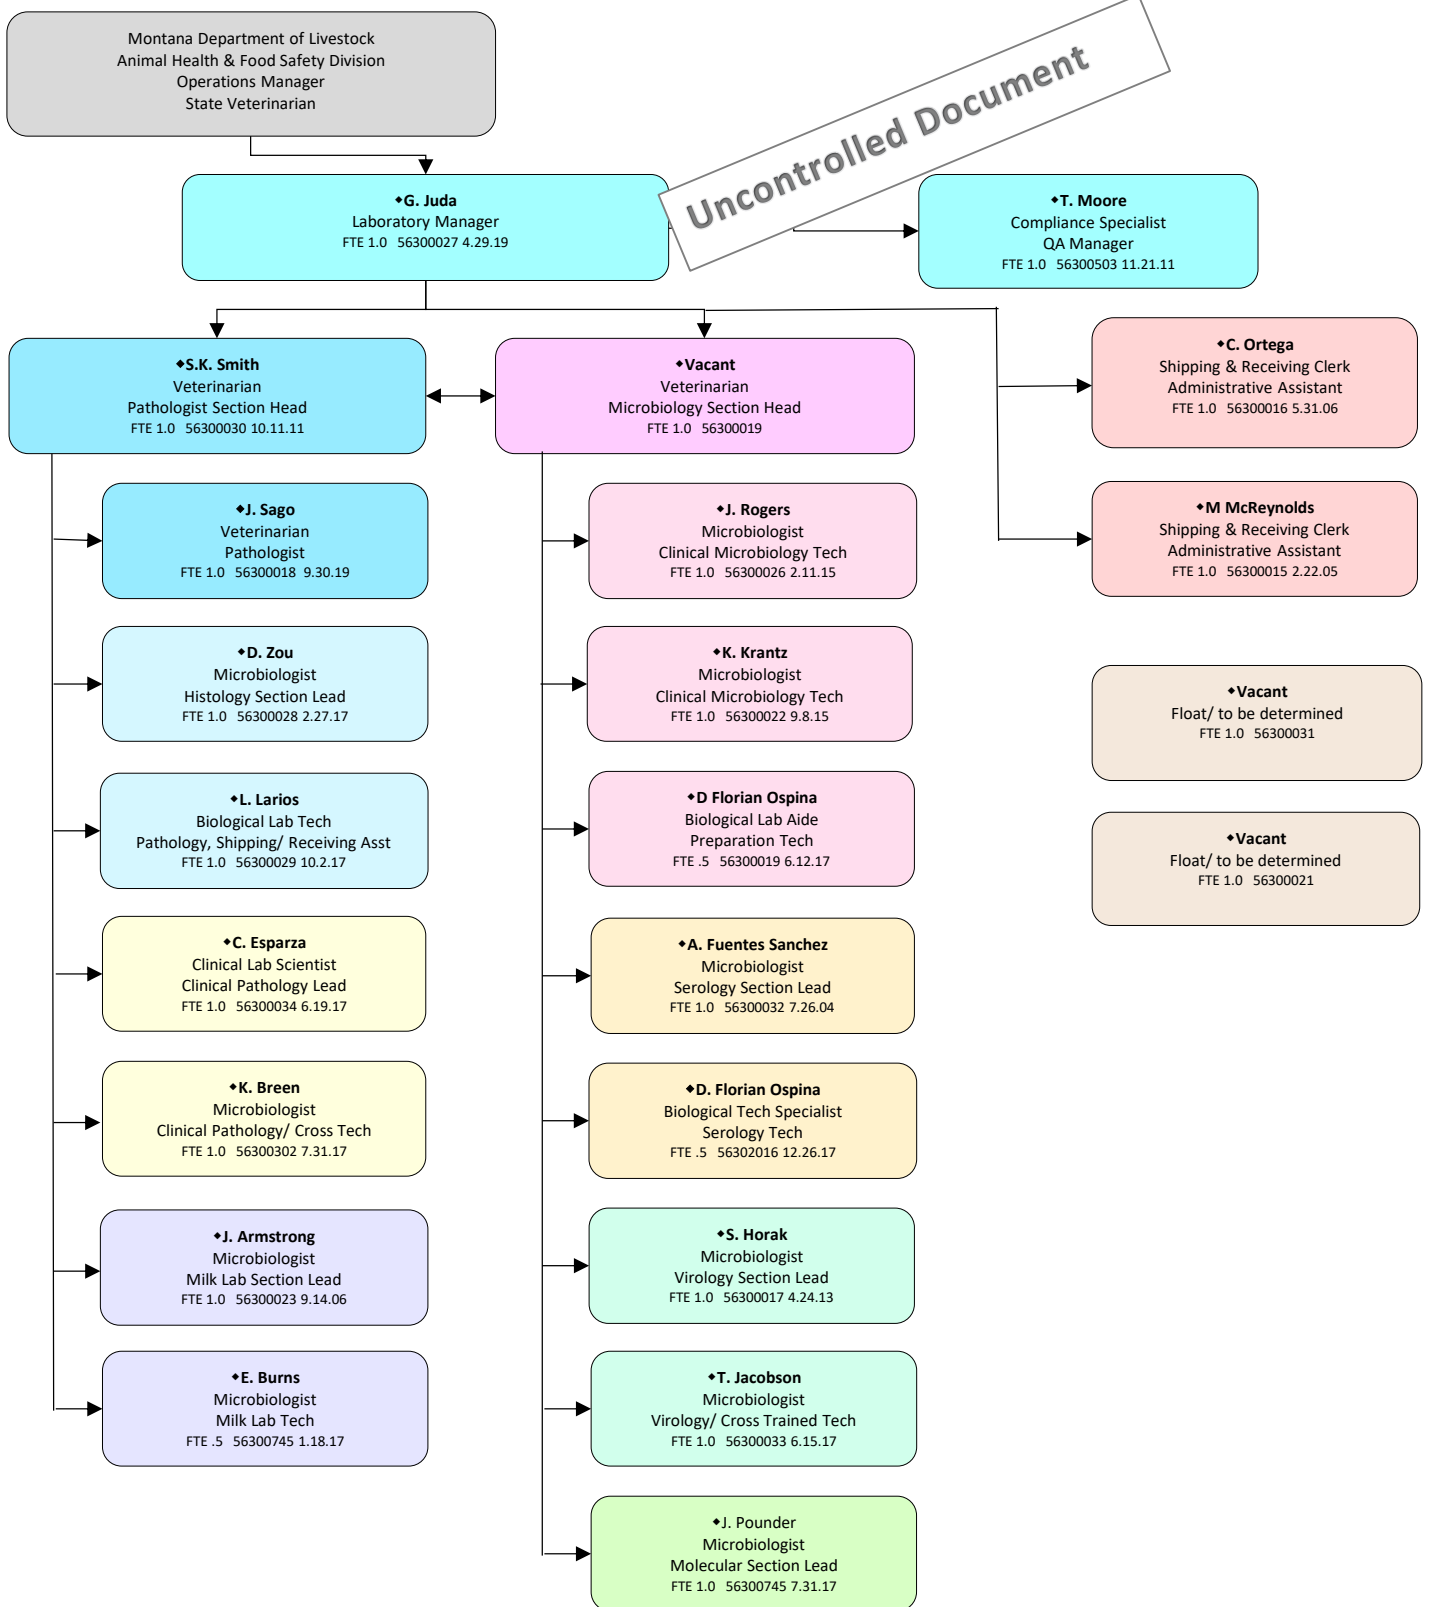 Montana Department of Livestock
Animal Health & Food Safety Division
Operations Manager
State Veterinarian
Uncontrolled Document
◆G. Juda
Laboratory Manager
FTE 1.0 56300027 4.29.19
◆T. Moore
Compliance Specialist
QA Manager
FTE 1.0 56300503 11.21.11
◆S.K. Smith
Veterinarian
Pathologist Section Head
FTE 1.0 56300030 10.11.11
◆Vacant
Veterinarian
Microbiology Section Head
FTE 1.0 56300019
◆C. Ortega
Shipping & Receiving Clerk
Administrative Assistant
FTE 1.0 56300016 5.31.06
◆M McReynolds
Shipping & Receiving Clerk
Administrative Assistant
FTE 1.0 56300015 2.22.05
◆Vacant
Float/ to be determined
FTE 1.0 56300031
◆Vacant
Float/ to be determined
FTE 1.0 56300021
◆J. Sago
Veterinarian
Pathologist
FTE 1.0 56300018 9.30.19
◆D. Zou
Microbiologist
Histology Section Lead
FTE 1.0 56300028 2.27.17
◆L. Larios
Biological Lab Tech
Pathology, Shipping/ Receiving Asst
FTE 1.0 56300029 10.2.17
◆C. Esparza
Clinical Lab Scientist
Clinical Pathology Lead
FTE 1.0 56300034 6.19.17
◆K. Breen
Microbiologist
Clinical Pathology/ Cross Tech
FTE 1.0 56300302 7.31.17
◆J. Armstrong
Microbiologist
Milk Lab Section Lead
FTE 1.0 56300023 9.14.06
◆E. Burns
Microbiologist
Milk Lab Tech
FTE .5 56300745 1.18.17
◆J. Rogers
Microbiologist
Clinical Microbiology Tech
FTE 1.0 56300026 2.11.15
◆K. Krantz
Microbiologist
Clinical Microbiology Tech
FTE 1.0 56300022 9.8.15
◆D Florian Ospina
Biological Lab Aide
Preparation Tech
FTE .5 56300019 6.12.17
◆A. Fuentes Sanchez
Microbiologist
Serology Section Lead
FTE 1.0 56300032 7.26.04
◆D. Florian Ospina
Biological Tech Specialist
Serology Tech
FTE .5 56302016 12.26.17
◆S. Horak
Microbiologist
Virology Section Lead
FTE 1.0 56300017 4.24.13
◆T. Jacobson
Microbiologist
Virology/ Cross Trained Tech
FTE 1.0 56300033 6.15.17
◆J. Pounder
Microbiologist
Molecular Section Lead
FTE 1.0 56300745 7.31.17